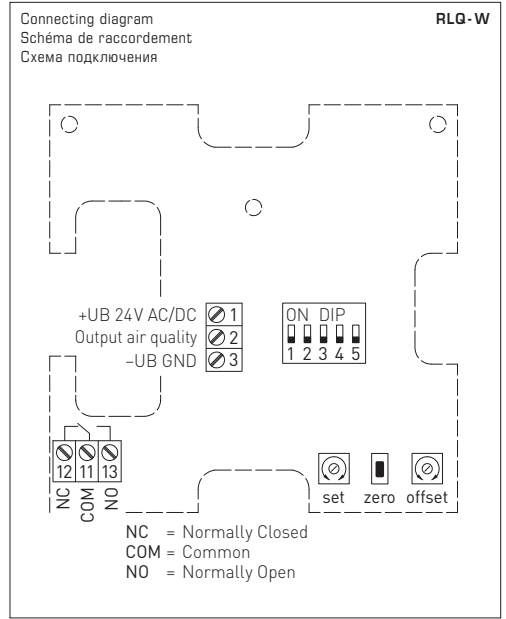 Connecting diagram
RLQ-W
Schéma de raccordement
Схема подключения
+UB 24V AC/DC 1
Output air quality 2
–UB GND 3
ON DIP
1 2 3 4 5
12 11 13
NC COM NO
set zero offset
NC = Normally Closed
COM = Common
NO = Normally Open